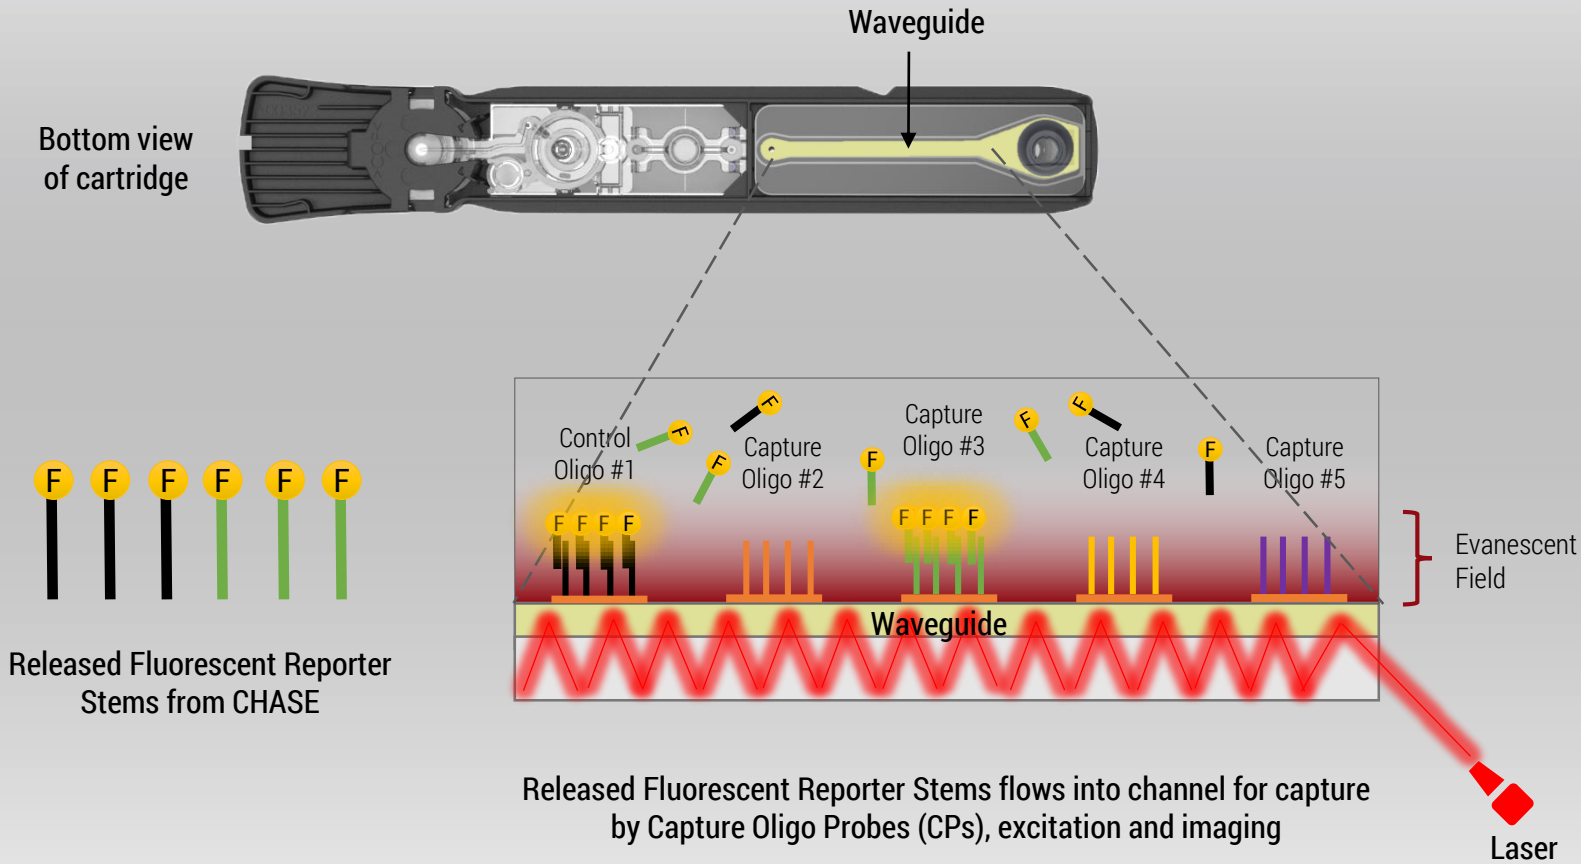 Waveguide
Bottom view
of cartridge
Control
Oligo #1
Capture
Oligo #2
Capture
Oligo #3
Capture
Oligo #4
Capture
Oligo #5
F
F
F
F
F
F
F
F
F
F
F
F
F
F F F F
F F F F
Evanescent
Field
Waveguide
Released Fluorescent Reporter
Stems from CHASE
Released Fluorescent Reporter Stems flows into channel for capture
by Capture Oligo Probes (CPs), excitation and imaging
Laser